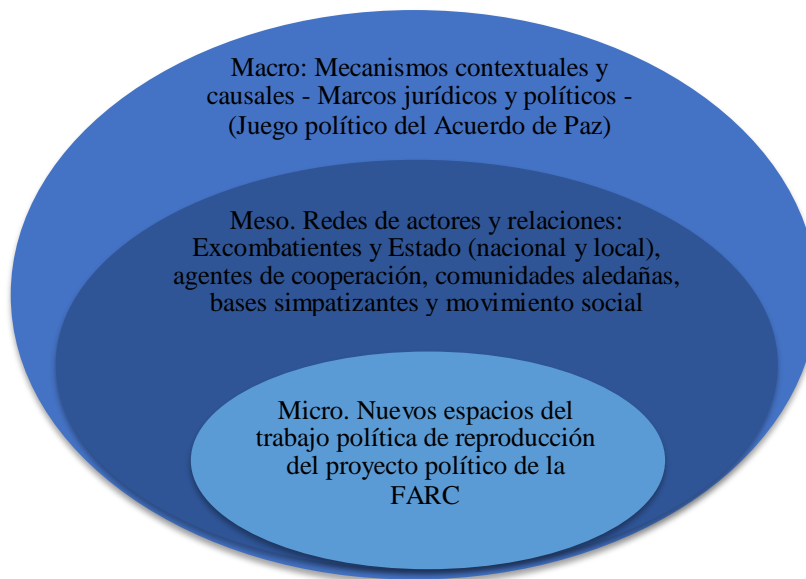 Macro: Mecanismos contextuales y
causales - Marcos jurídicos y políticos -
(Juego político del Acuerdo de Paz)
Meso. Redes de actores y relaciones:
Excombatientes y Estado (nacional y local),
agentes de cooperación, comunidades aledañas,
bases simpatizantes y movimiento social
Micro. Nuevos espacios del
trabajo política de reproducción
del proyecto político de la
FARC